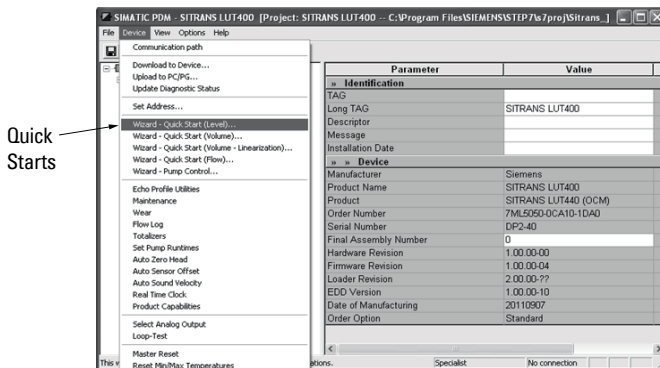 SIMATIC PDM - SITRANS LUT400 [Project: SITRANS LUT400 -- C:\Program Files\SIEMENS\STEP7\s7proj\Sitrans_]
File Device View Options Help
Communication path
Download to Device...
Upload to PC/PG...
Update Diagnostic Status
Set Address...
Quick Starts
Wizard - Quick Start (Level)...
Wizard - Quick Start (Volume)...
Wizard - Quick Start (Volume - Linearization)...
Wizard - Quick Start (Flow)...
Wizard - Pump Control...
Echo Profile Utilities
Maintenance
Wear
Flow Log
Totalizers
Set Pump Runtimes
Auto Zero Head
Auto Sensor Offset
Auto Sound Velocity
Real Time Clock
Product Capabilities
Select Analog Output
Loop-Test
Master Reset
Reset Min/Max Temperatures
Parameter Value
» Identification
TAG
Long TAG SITRANS LUT400
Descriptor
Message
Installation Date
» » Device
Manufacturer Siemens
Product Name SITRANS LUT400
Product SITRANS LUT440 (OCM)
Order Number 7ML5050-0CA10-1DA0
Serial Number DP2-40
Final Assembly Number 0
Hardware Revision 1.00.00-00
Firmware Revision 1.00.00-04
Loader Revision 2.00.00-??
EDD Version 1.00.00-10
Date of Manufacturing 20110907
Order Option Standard
This Specialist No connection